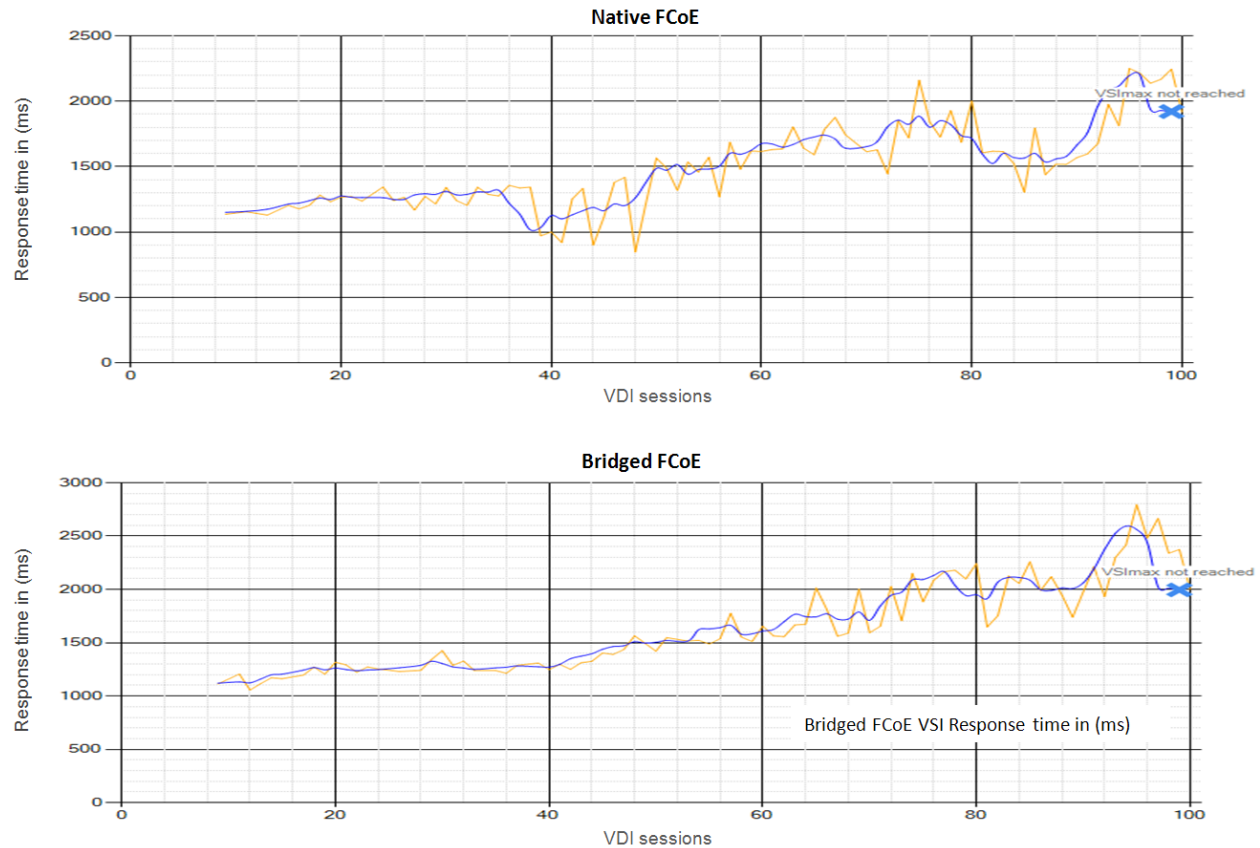 Native FCoE
2500
2000
1500
1000
500
0
Response time in (ms)
VSImax not reached
0 20 40 60 80 100
VDI sessions
Bridged FCoE
3000
2500
2000
1500
1000
500
0
Response time in (ms)
VSImax not reached
Bridged FCoE VSI Response time in (ms)
0 20 40 60 80 100
VDI sessions